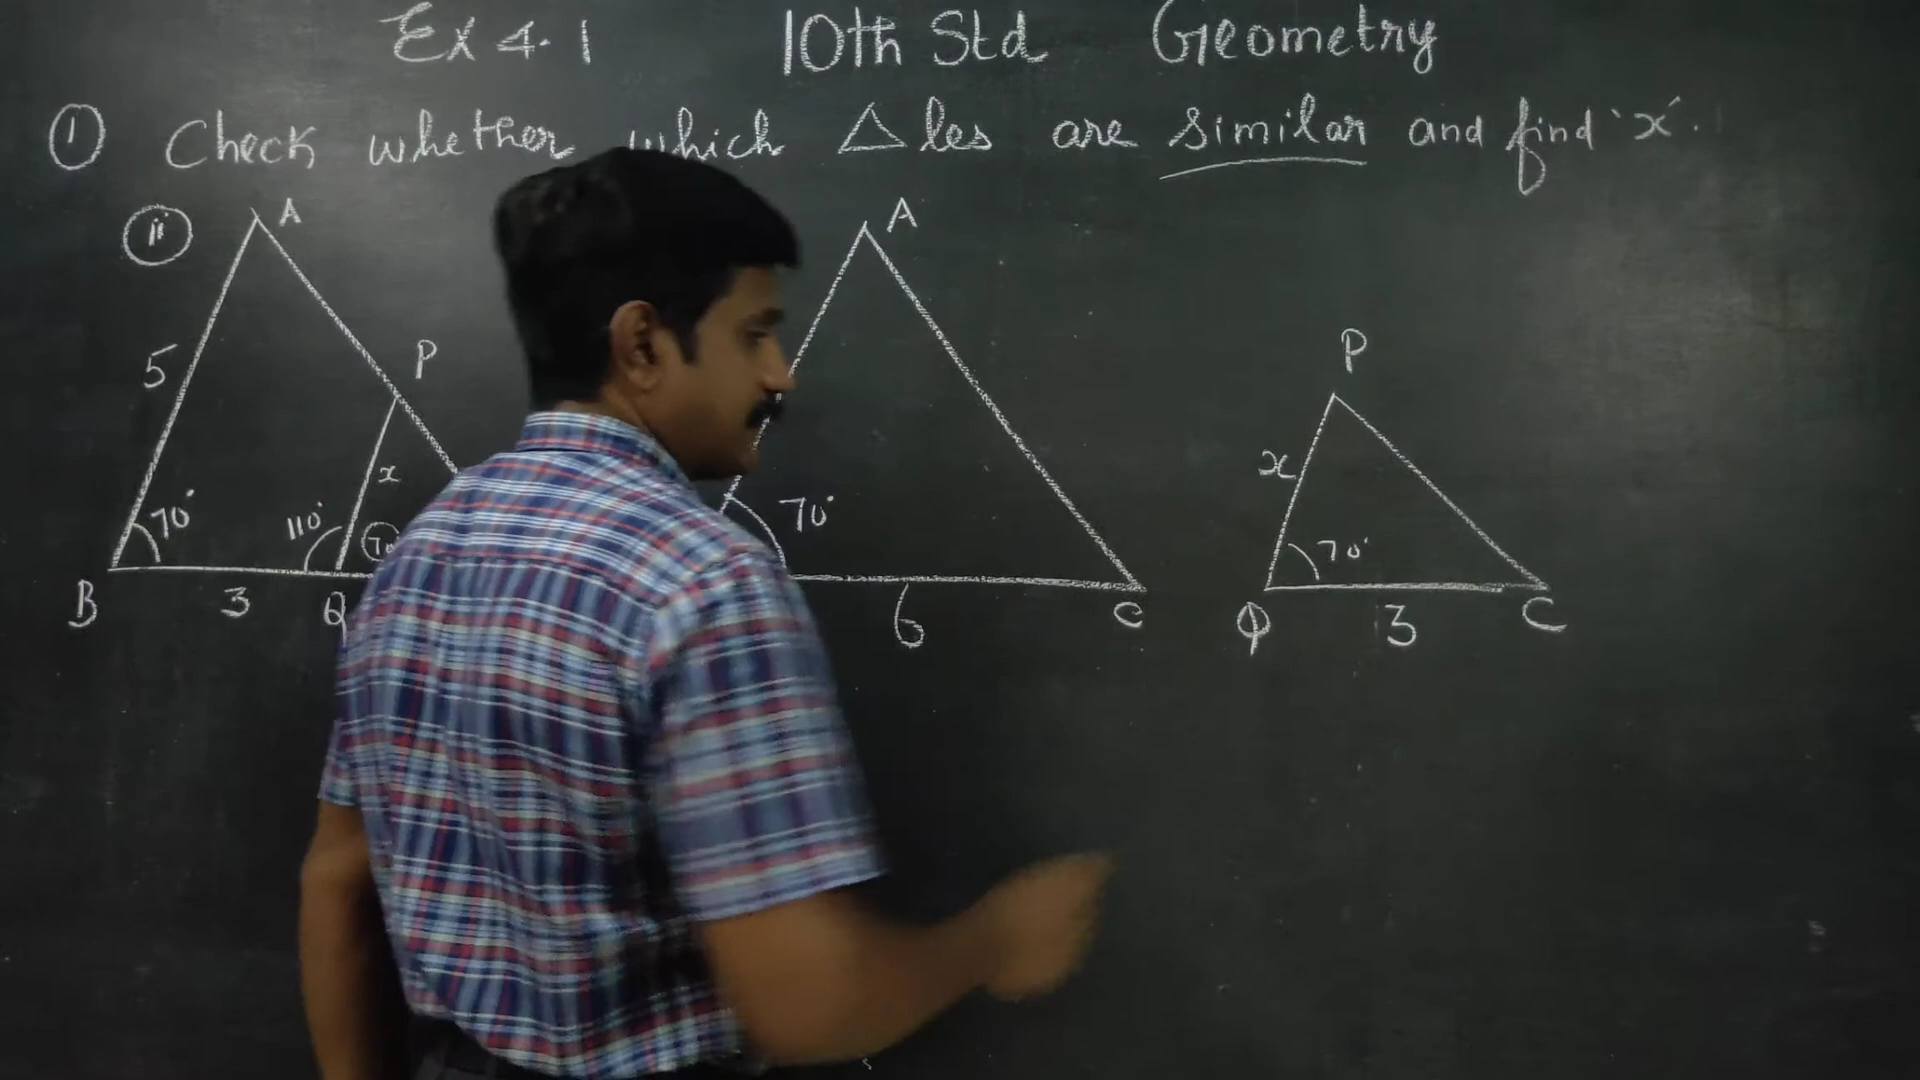 Ex 4.1 10th Std Geometry
① Check whether which △les are similar and find 'x'.
ii A A
P
P
5
x
x
70° 110° 70 70° 70°
B 3 Q 6 C Q 3 C